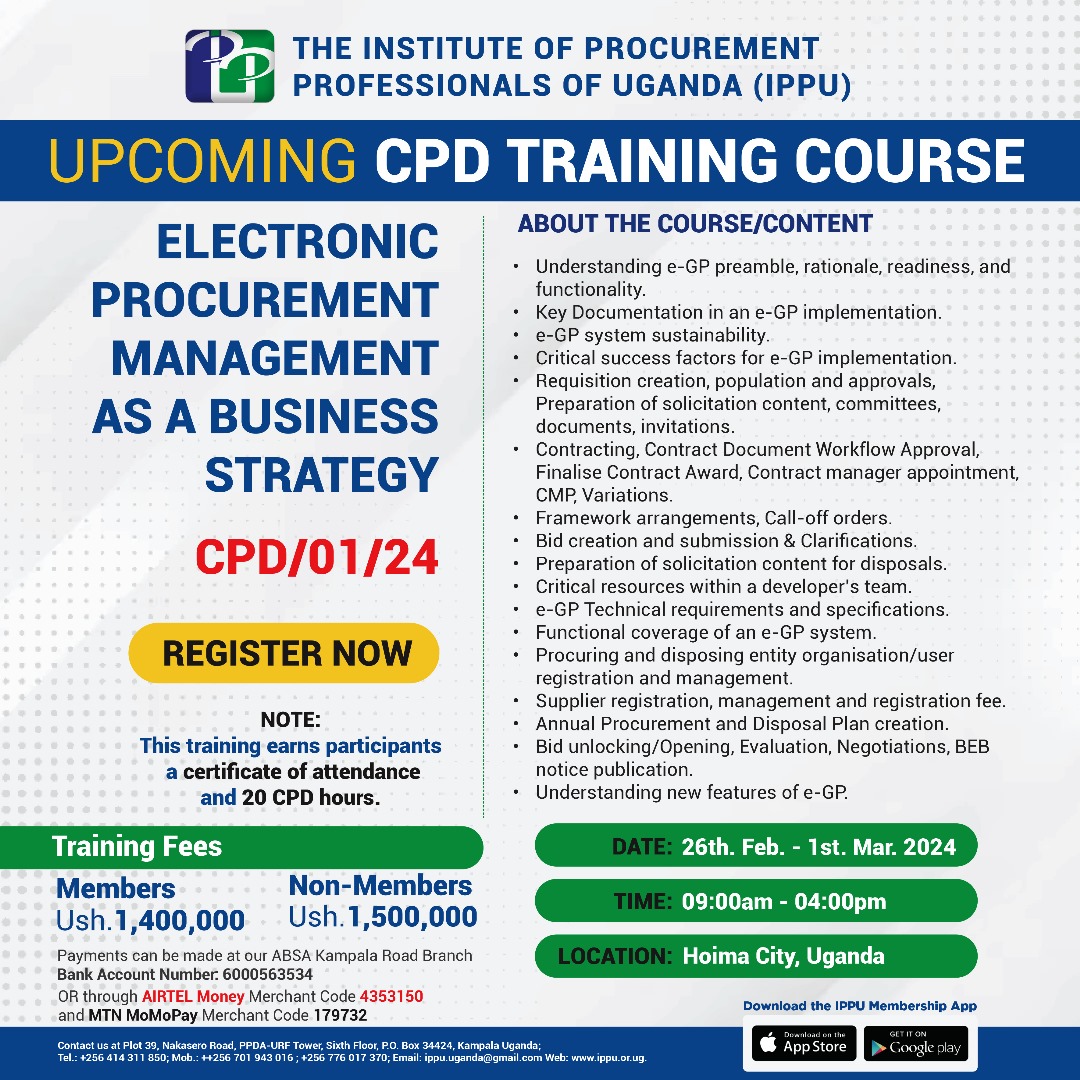 THE INSTITUTE OF PROCUREMENT
PROFESSIONALS OF UGANDA (IPPU)
UPCOMING CPD TRAINING COURSE
ELECTRONIC
PROCUREMENT
MANAGEMENT
AS A BUSINESS
STRATEGY
CPD/01/24
REGISTER NOW
NOTE:
This training earns participants
a certificate of attendance
and 20 CPD hours.
ABOUT THE COURSE/CONTENT
• Understanding e-GP preamble, rationale, readiness, and
functionality.
• Key Documentation in an e-GP implementation.
• e-GP system sustainability.
• Critical success factors for e-GP implementation.
• Requisition creation, population and approvals,
Preparation of solicitation content, committees,
documents, invitations.
• Contracting, Contract Document Workflow Approval,
Finalise Contract Award, Contract manager appointment,
CMP, Variations.
• Framework arrangements, Call-off orders.
• Bid creation and submission & Clarifications.
• Preparation of solicitation content for disposals.
• Critical resources within a developer's team.
• e-GP Technical requirements and specifications.
• Functional coverage of an e-GP system.
• Procuring and disposing entity organisation/user
registration and management.
• Supplier registration, management and registration fee.
• Annual Procurement and Disposal Plan creation.
• Bid unlocking/Opening, Evaluation, Negotiations, BEB
notice publication.
• Understanding new features of e-GP.
Training Fees
Members
Ush.1,400,000
Non-Members
Ush.1,500,000
Payments can be made at our ABSA Kampala Road Branch
Bank Account Number: 6000563534
OR through AIRTEL Money Merchant Code 4353150
and MTN MoMoPay Merchant Code 179732
DATE: 26th. Feb. - 1st. Mar. 2024
TIME: 09:00am - 04:00pm
LOCATION: Hoima City, Uganda
Download the IPPU Membership App
Download on the
App Store
GET IT ON
Google play
Contact us at Plot 39, Nakasero Road, PPDA-URF Tower, Sixth Floor, P.O. Box 34424, Kampala Uganda;
Tel.: +256 414 311 850; Mob.: ++256 701 943 016 ; +256 776 017 370; Email: ippu.uganda@gmail.com Web: www.ippu.or.ug.